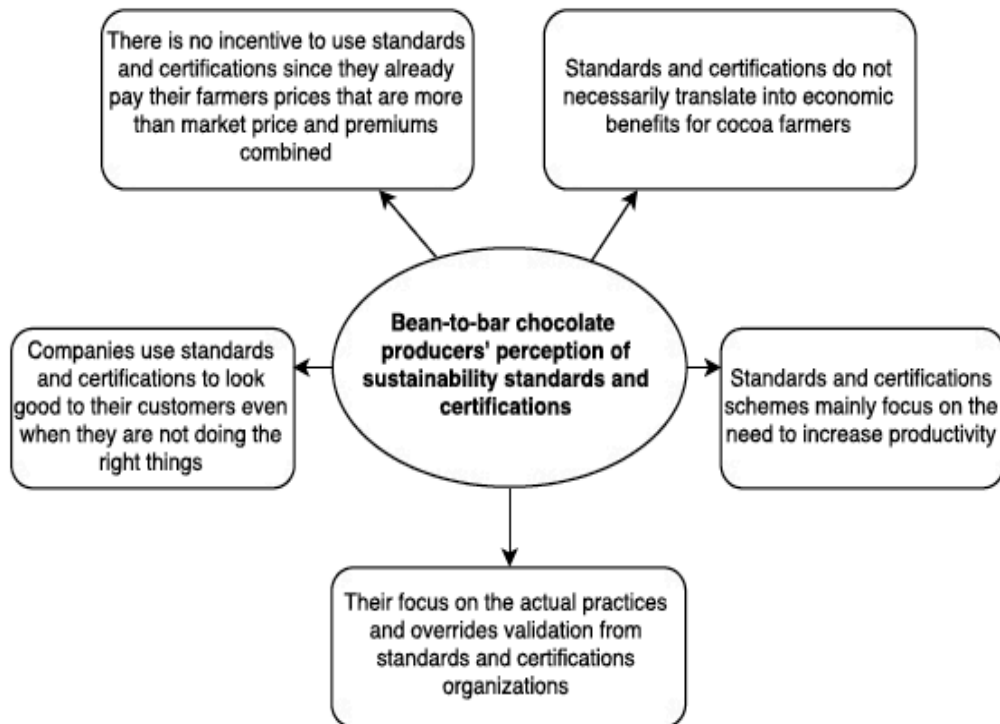 There is no incentive to use standards
and certifications since they already
pay their farmers prices that are more
than market price and premiums
combined
Standards and certifications do not
necessarily translate into economic
benefits for cocoa farmers
Bean-to-bar chocolate
producers' perception of
sustainability standards and
certifications
Companies use standards
and certifications to look
good to their customers even
when they are not doing the
right things
Standards and certifications
schemes mainly focus on the
need to increase productivity
Their focus on the actual practices
and overrides validation from
standards and certifications
organizations